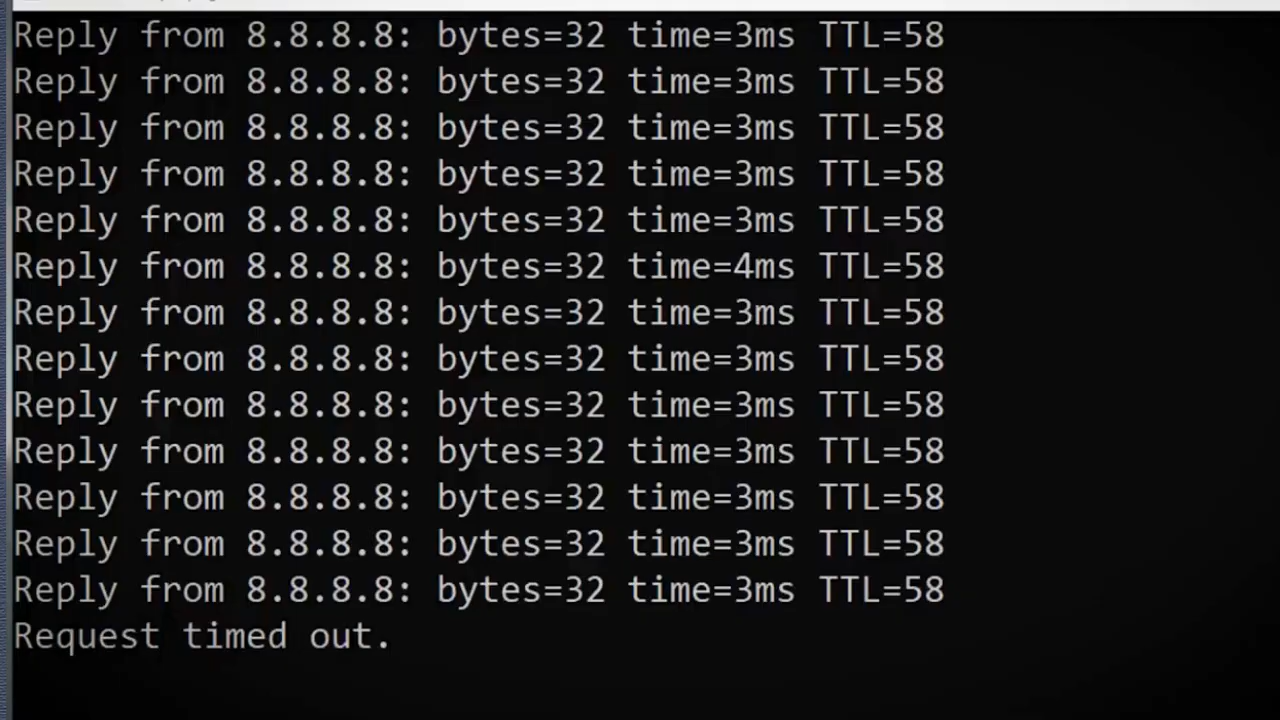 Reply from 8.8.8.8: bytes=32 time=3ms TTL=58
Reply from 8.8.8.8: bytes=32 time=3ms TTL=58
Reply from 8.8.8.8: bytes=32 time=3ms TTL=58
Reply from 8.8.8.8: bytes=32 time=3ms TTL=58
Reply from 8.8.8.8: bytes=32 time=3ms TTL=58
Reply from 8.8.8.8: bytes=32 time=4ms TTL=58
Reply from 8.8.8.8: bytes=32 time=3ms TTL=58
Reply from 8.8.8.8: bytes=32 time=3ms TTL=58
Reply from 8.8.8.8: bytes=32 time=3ms TTL=58
Reply from 8.8.8.8: bytes=32 time=3ms TTL=58
Reply from 8.8.8.8: bytes=32 time=3ms TTL=58
Reply from 8.8.8.8: bytes=32 time=3ms TTL=58
Reply from 8.8.8.8: bytes=32 time=3ms TTL=58
Request timed out.